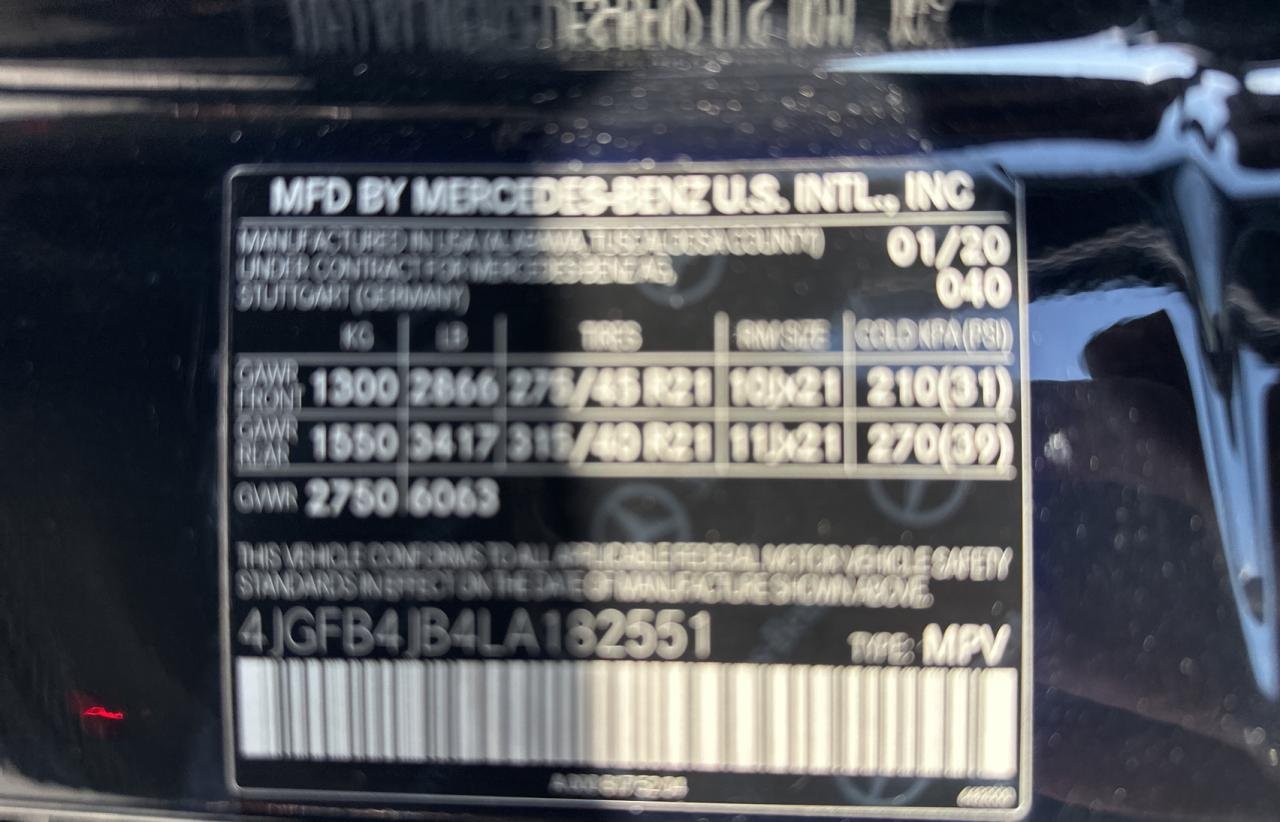 MFD BY MERCEDES-BENZ U.S. INTL., INC
MANUFACTURED IN USA (ALABAMA, TUSCALOOSA COUNTY) 01/20
UNDER CONTRACT FOR MERCEDES-BENZ AG, 040
STUTTGART (GERMANY)
KG LB TIRES RIM SIZE COLD KPA (PSI)
GAWR FRONT 1300 2866 275/45 R21 10Jx21 210(31)
GAWR REAR 1550 3417 315/40 R21 11Jx21 270(39)
GVWR 2750 6063
THIS VEHICLE CONFORMS TO ALL APPLICABLE FEDERAL MOTOR VEHICLE SAFETY
STANDARDS IN EFFECT ON THE DATE OF MANUFACTURE SHOWN ABOVE.
4JGFB4JB4LA182551 TYPE: MPV